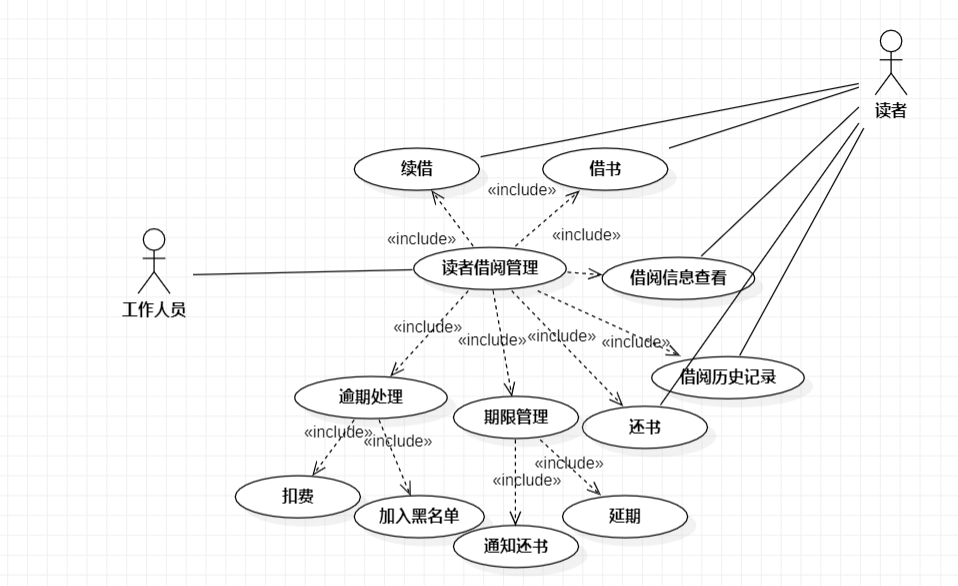 读者
续借
借书
«include»
«include»
«include»
工作人员
读者借阅管理
借阅信息查看
«include»
«include»
«include»
«include»
逾期处理
期限管理
还书
借阅历史记录
«include»
«include»
«include»
«include»
扣费
加入黑名单
通知还书
延期